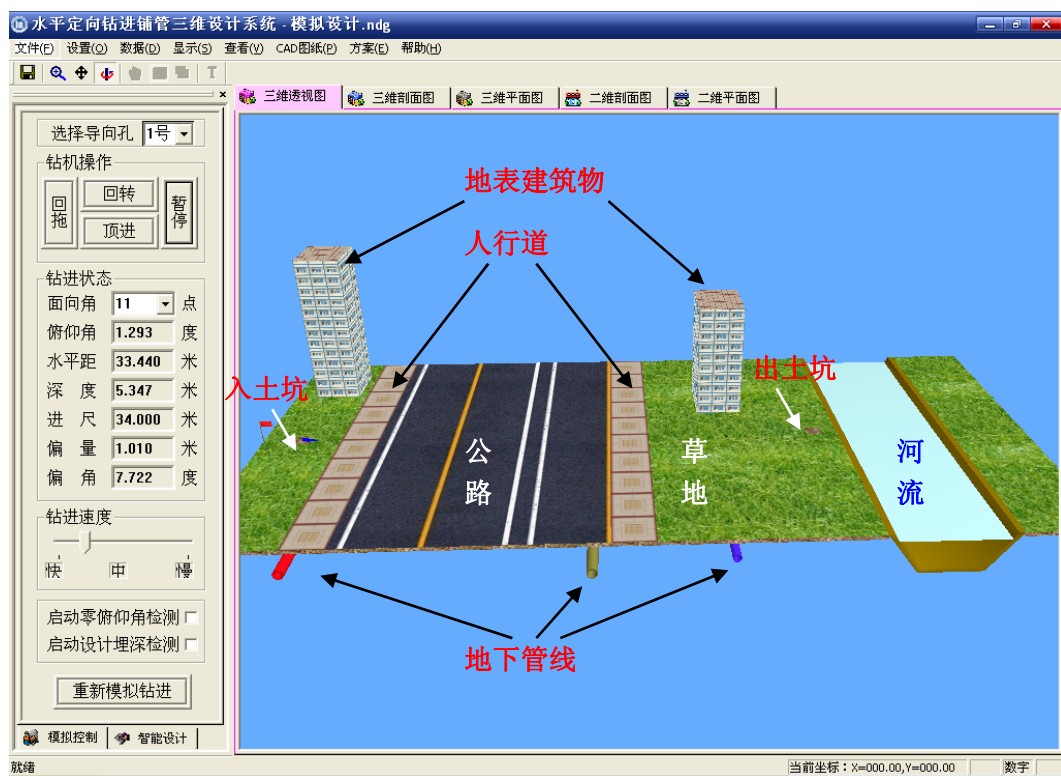 水平定向钻进铺管三维设计系统 - 模拟设计.ndg
文件(F) 设置(O) 数据(D) 显示(S) 查看(V) CAD图纸(P) 方案(E) 帮助(H)
T
×
三维透视图 三维剖面图 三维平面图 二维剖面图 二维平面图
选择导向孔 1号
钻机操作
回拖 回转 暂停
顶进
钻进状态
面向角 11 点
俯仰角 1.293 度
水平距 33.440 米
深 度 5.347 米
进 尺 34.000 米
偏 量 1.010 米
偏 角 7.722 度
钻进速度
快 中 慢
启动零俯仰角检测
启动设计埋深检测
重新模拟钻进
模拟控制 智能设计
地表建筑物
人行道
入土坑
出土坑
公路
草地
河流
地下管线
就绪
当前坐标：X=000.00,Y=000.00 数字